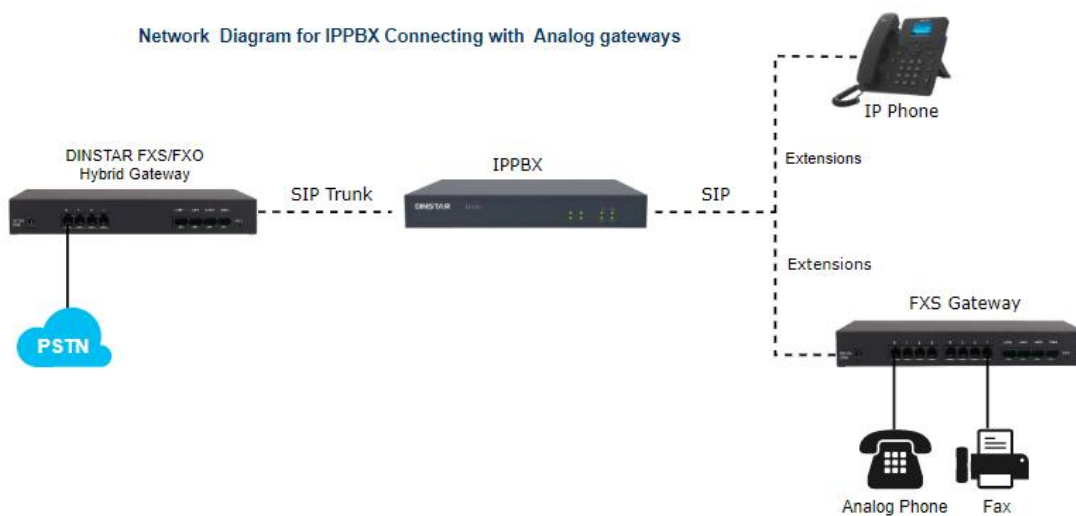 Network Diagram for IPPBX Connecting with Analog gateways
IP Phone
DINSTAR FXS/FXO
Hybrid Gateway
IPPBX
Extensions
SIP Trunk
DINSTAR
SIP
Extensions
FXS Gateway
PSTN
Analog Phone
Fax